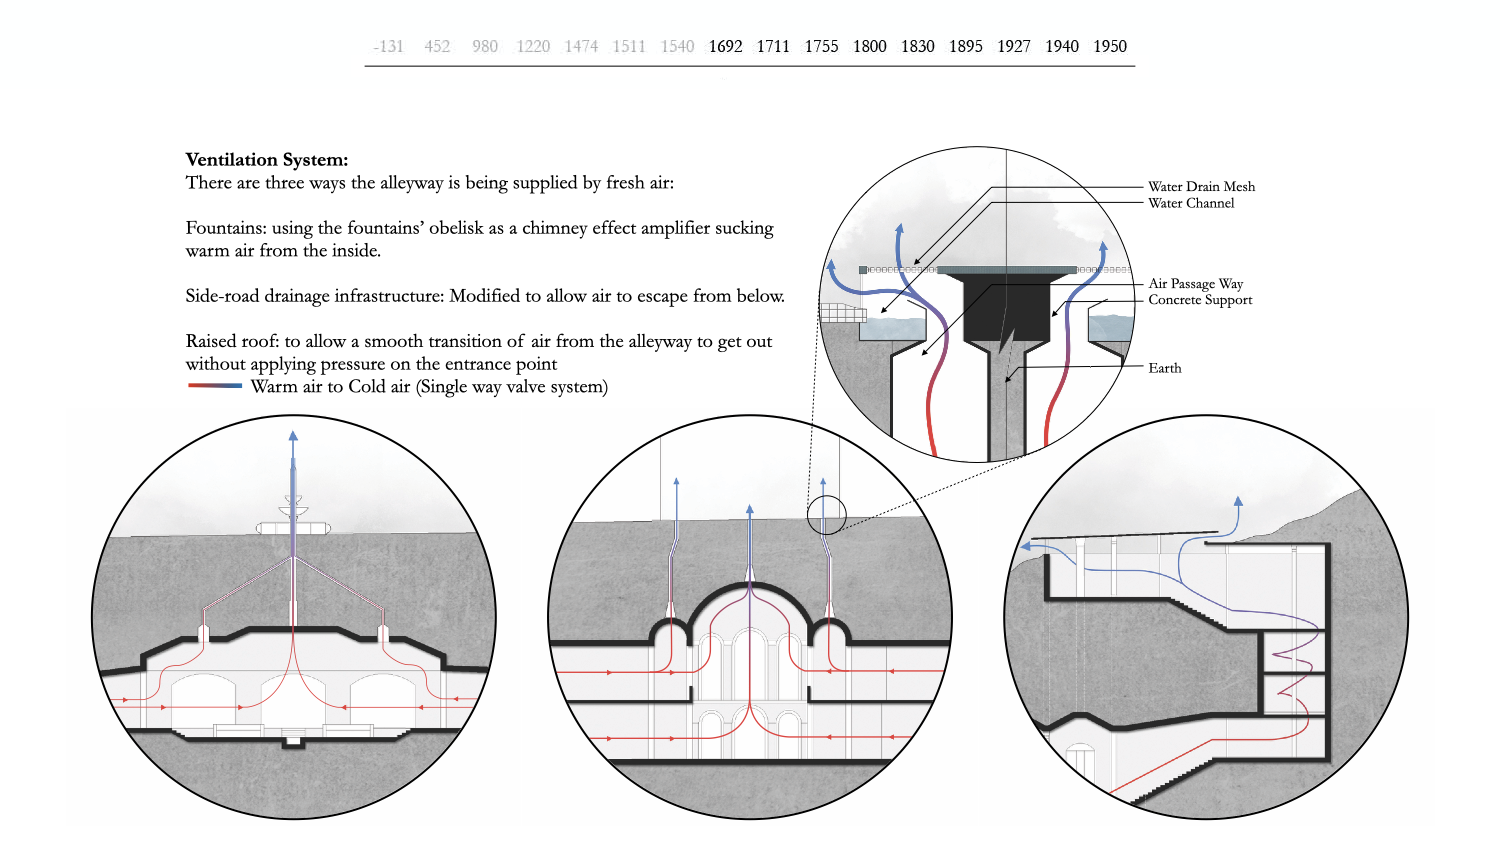 -131 452 980 1220 1474 1511 1540 1692 1711 1755 1800 1830 1895 1927 1940 1950
Ventilation System:
There are three ways the alleyway is being supplied by fresh air:
Fountains: using the fountains’ obelisk as a chimney effect amplifier sucking
warm air from the inside.
Side-road drainage infrastructure: Modified to allow air to escape from below.
Raised roof: to allow a smooth transition of air from the alleyway to get out
without applying pressure on the entrance point
Warm air to Cold air (Single way valve system)
Water Drain Mesh
Water Channel
Air Passage Way
Concrete Support
Earth